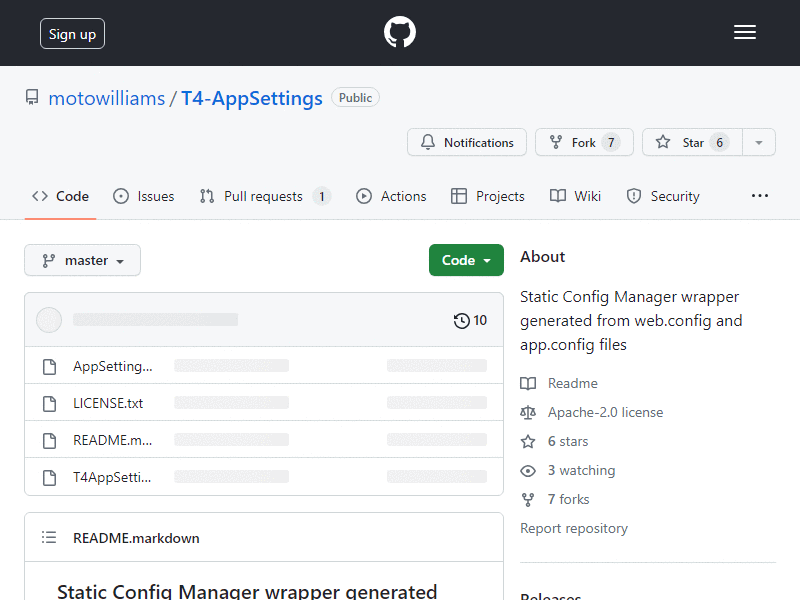 Sign up
motowilliams / T4-AppSettings Public
Notifications Fork 7 Star 6
Code Issues Pull requests 1 Actions Projects Wiki Security ...
master Code
10
AppSetting...
LICENSE.txt
README.m...
T4AppSetti...
README.markdown
Static Config Manager wrapper generated
About
Static Config Manager wrapper
generated from web.config and
app.config files
Readme
Apache-2.0 license
6 stars
3 watching
7 forks
Report repository
Releases